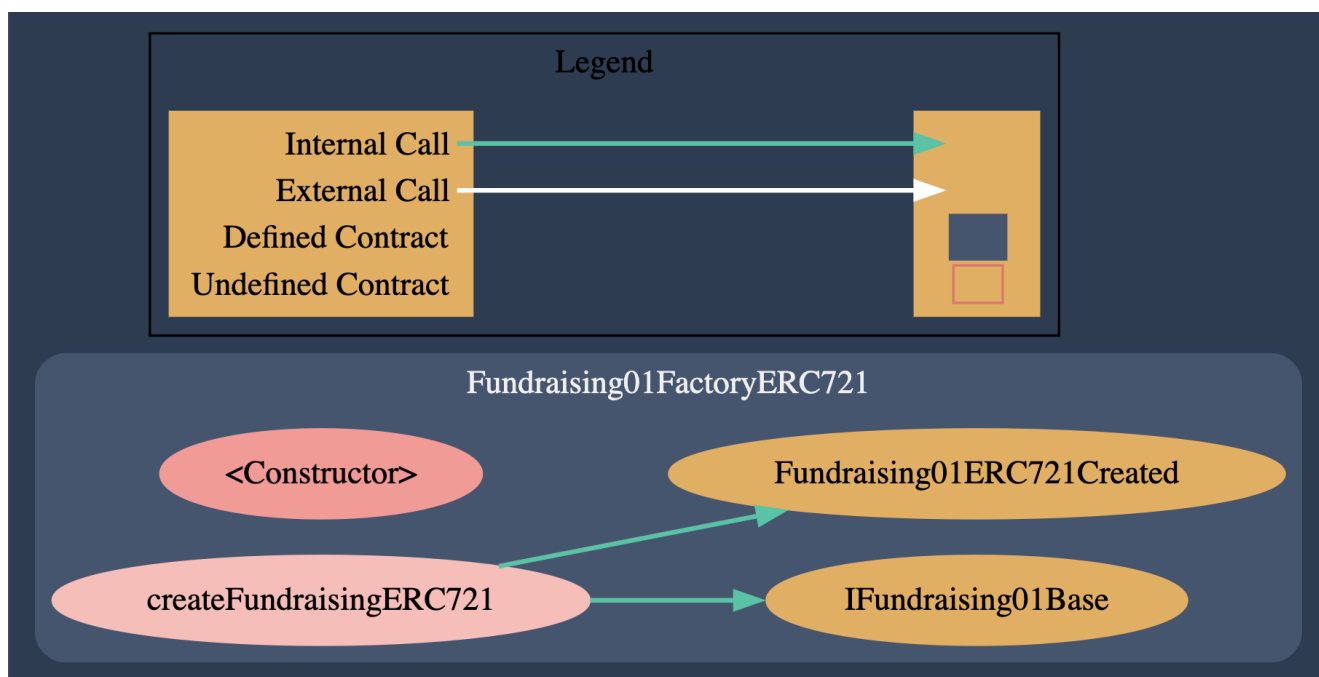 Legend
Internal Call
External Call
Defined Contract
Undefined Contract
Fundraising01FactoryERC721
<Constructor>
Fundraising01ERC721Created
createFundraisingERC721
IFundraising01Base